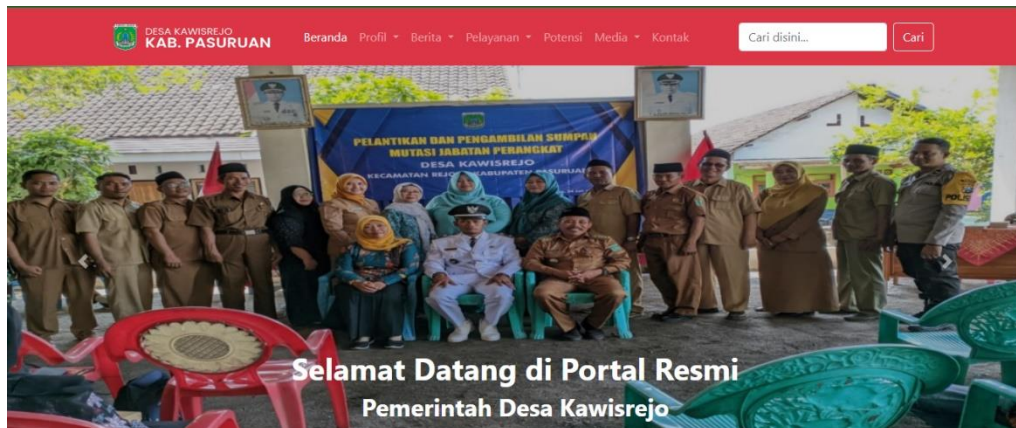 DESA KAWISREJO
KAB. PASURUAN
Beranda Profil Berita Pelayanan Potensi Media Kontak
Cari disini...
Cari
PELANTIKAN DAN PENGAMBILAN SUMPAH
MUTASI JABATAN PERANGKAT
DESA KAWISREJO
KECAMATAN REJOSO KABUPATEN PASURUAN
POLISI
Selamat Datang di Portal Resmi
Pemerintah Desa Kawisrejo